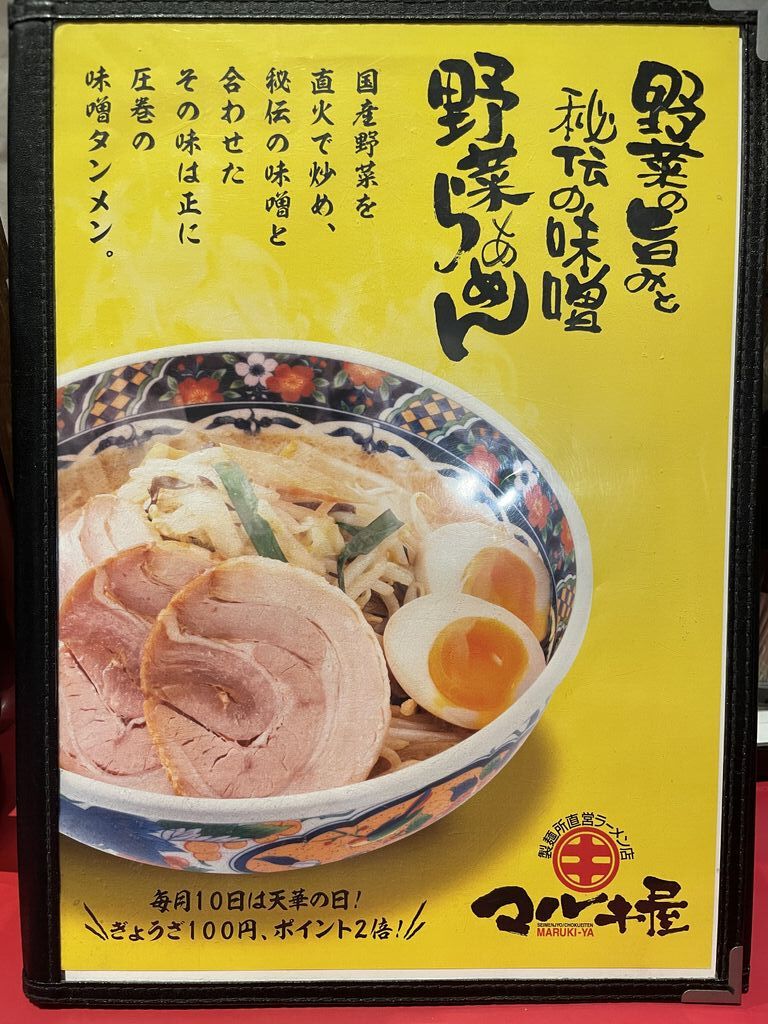 野菜の旨みと
秘伝の味噌
野菜らぁめん
国産野菜を
直火で炒め、
秘伝の味噌と
合わせた
その味は正に
圧巻の
味噌タンメン。
毎月10日は天華の日!
ぎょうざ100円、ポイント2倍!
製麺所直営ラーメン店
マルキ屋
SEIMENJYO/CHOKUEITEN
MARUKI-YA